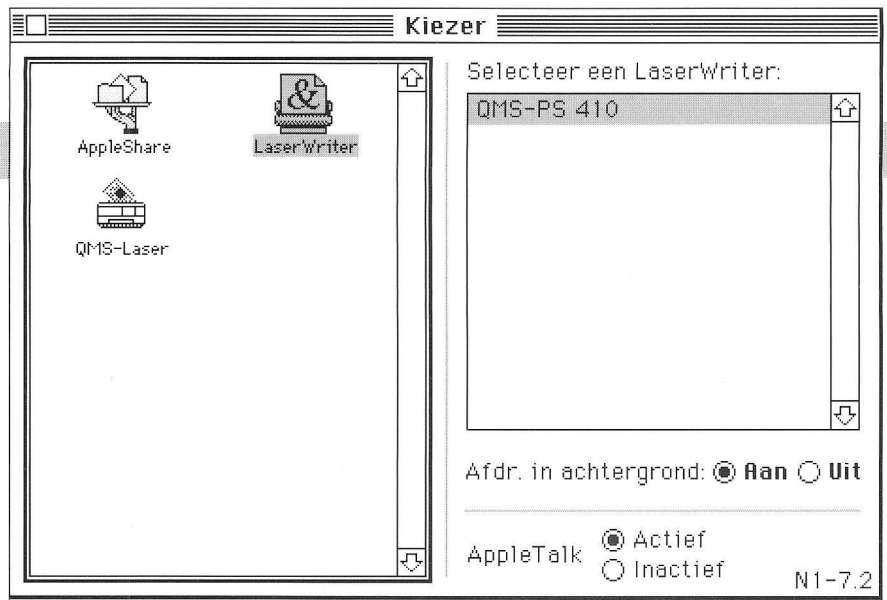 Kiezer
AppleShare
LaserWriter
QMS-Laser
Selecteer een LaserWriter:
QMS-PS 410
Afdr. in achtergrond: Aan Uit
AppleTalk
Actief
Inactief
N1-7.2